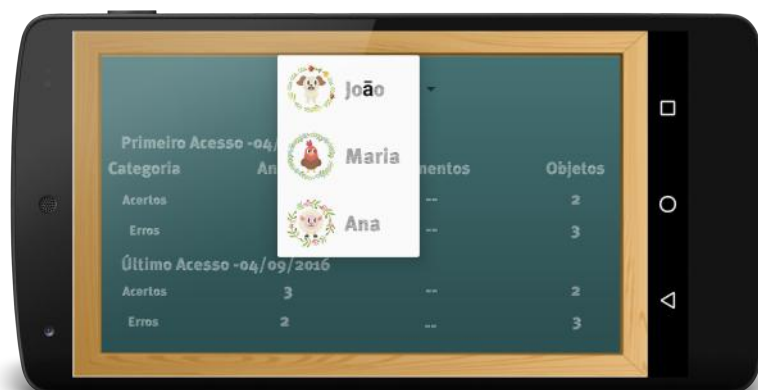 João
Maria
Ana
Primeiro Acesso -04/
Categoria An mentos Objetos
Acertos -- 2
Erros -- 3
Último Acesso -04/09/2016
Acertos 3 -- 2
Erros 2 -- 3